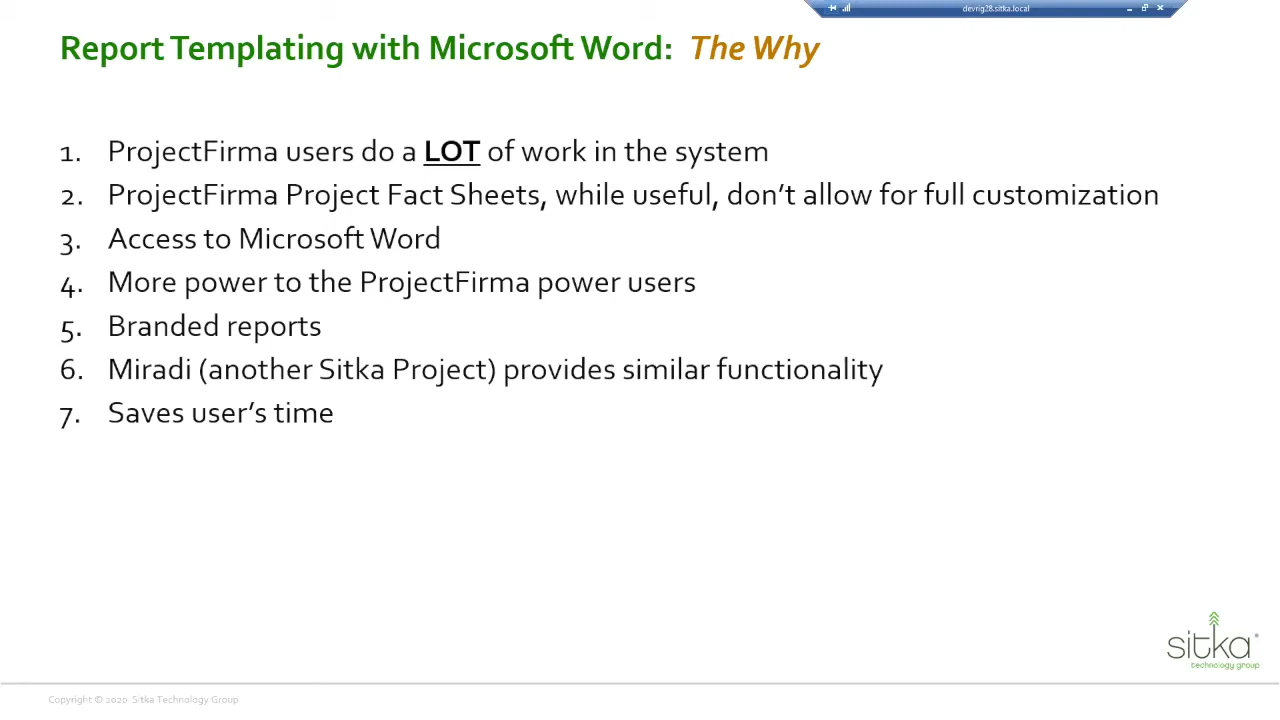 devrig28.sitka.local
Report Templating with Microsoft Word: The Why
1. ProjectFirma users do a LOT of work in the system
2. ProjectFirma Project Fact Sheets, while useful, don’t allow for full customization
3. Access to Microsoft Word
4. More power to the ProjectFirma power users
5. Branded reports
6. Miradi (another Sitka Project) provides similar functionality
7. Saves user’s time
sitka®
technology group
Copyright © 2020 Sitka Technology Group